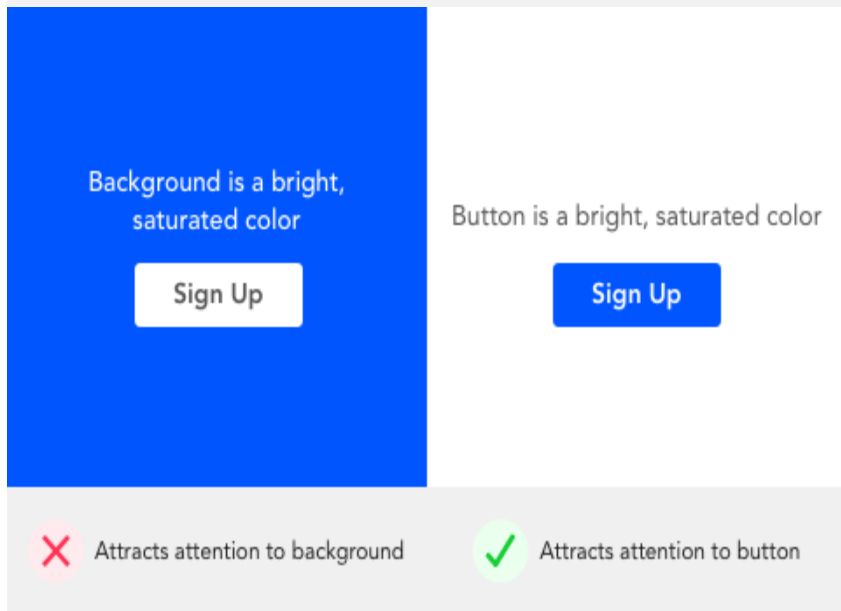 Background is a bright,
saturated color
Sign Up
Button is a bright, saturated color
Sign Up
Attracts attention to background
Attracts attention to button